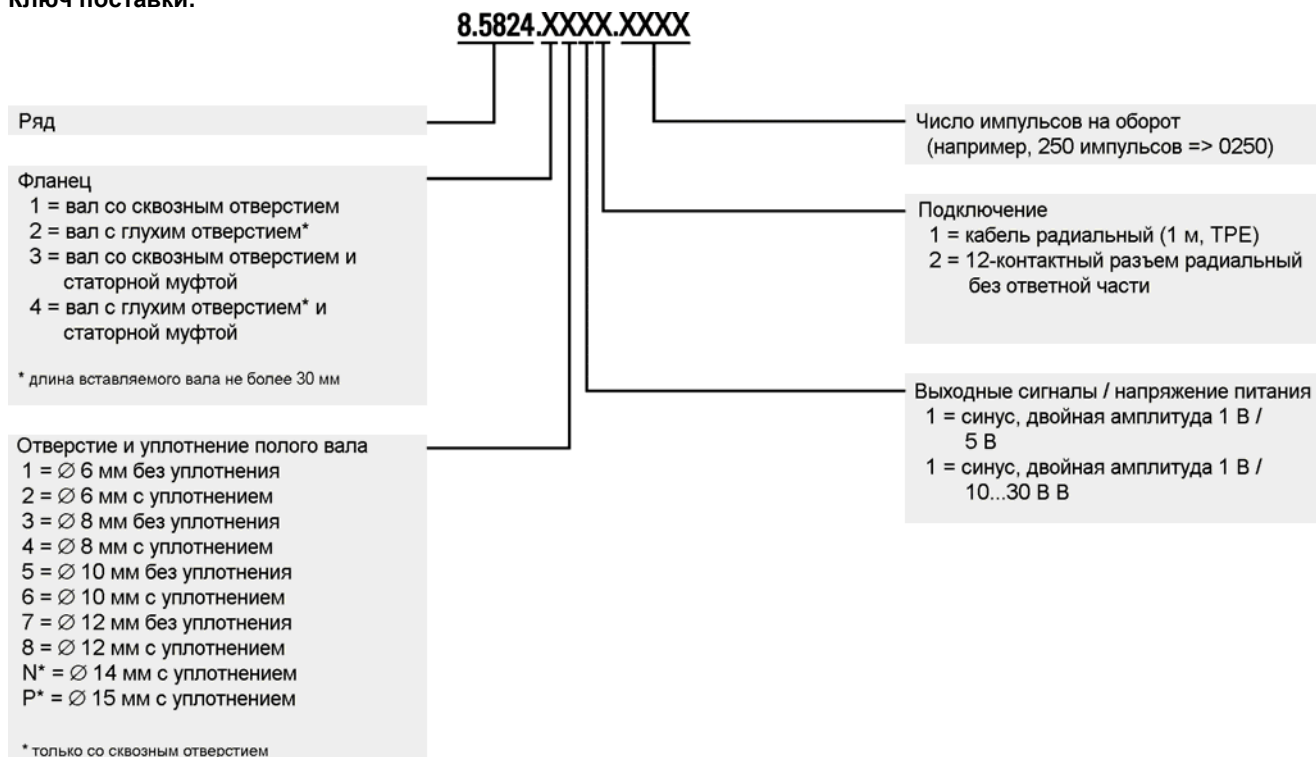 Ключ поставки:
8.5824.XXXX.XXXX
Ряд
Фланец
1 = вал со сквозным отверстием
2 = вал с глухим отверстием*
3 = вал со сквозным отверстием и
статорной муфтой
4 = вал с глухим отверстием* и
статорной муфтой
* длина вставляемого вала не более 30 мм
Отверстие и уплотнение полого вала
1 = ∅ 6 мм без уплотнения
2 = ∅ 6 мм с уплотнением
3 = ∅ 8 мм без уплотнения
4 = ∅ 8 мм с уплотнением
5 = ∅ 10 мм без уплотнения
6 = ∅ 10 мм с уплотнением
7 = ∅ 12 мм без уплотнения
8 = ∅ 12 мм с уплотнением
N* = ∅ 14 мм с уплотнением
P* = ∅ 15 мм с уплотнением
* только со сквозным отверстием
Число импульсов на оборот
(например, 250 импульсов => 0250)
Подключение
1 = кабель радиальный (1 м, TPE)
2 = 12-контактный разъем радиальный
без ответной части
Выходные сигналы / напряжение питания
1 = синус, двойная амплитуда 1 В /
5 В
1 = синус, двойная амплитуда 1 В /
10...30 В В